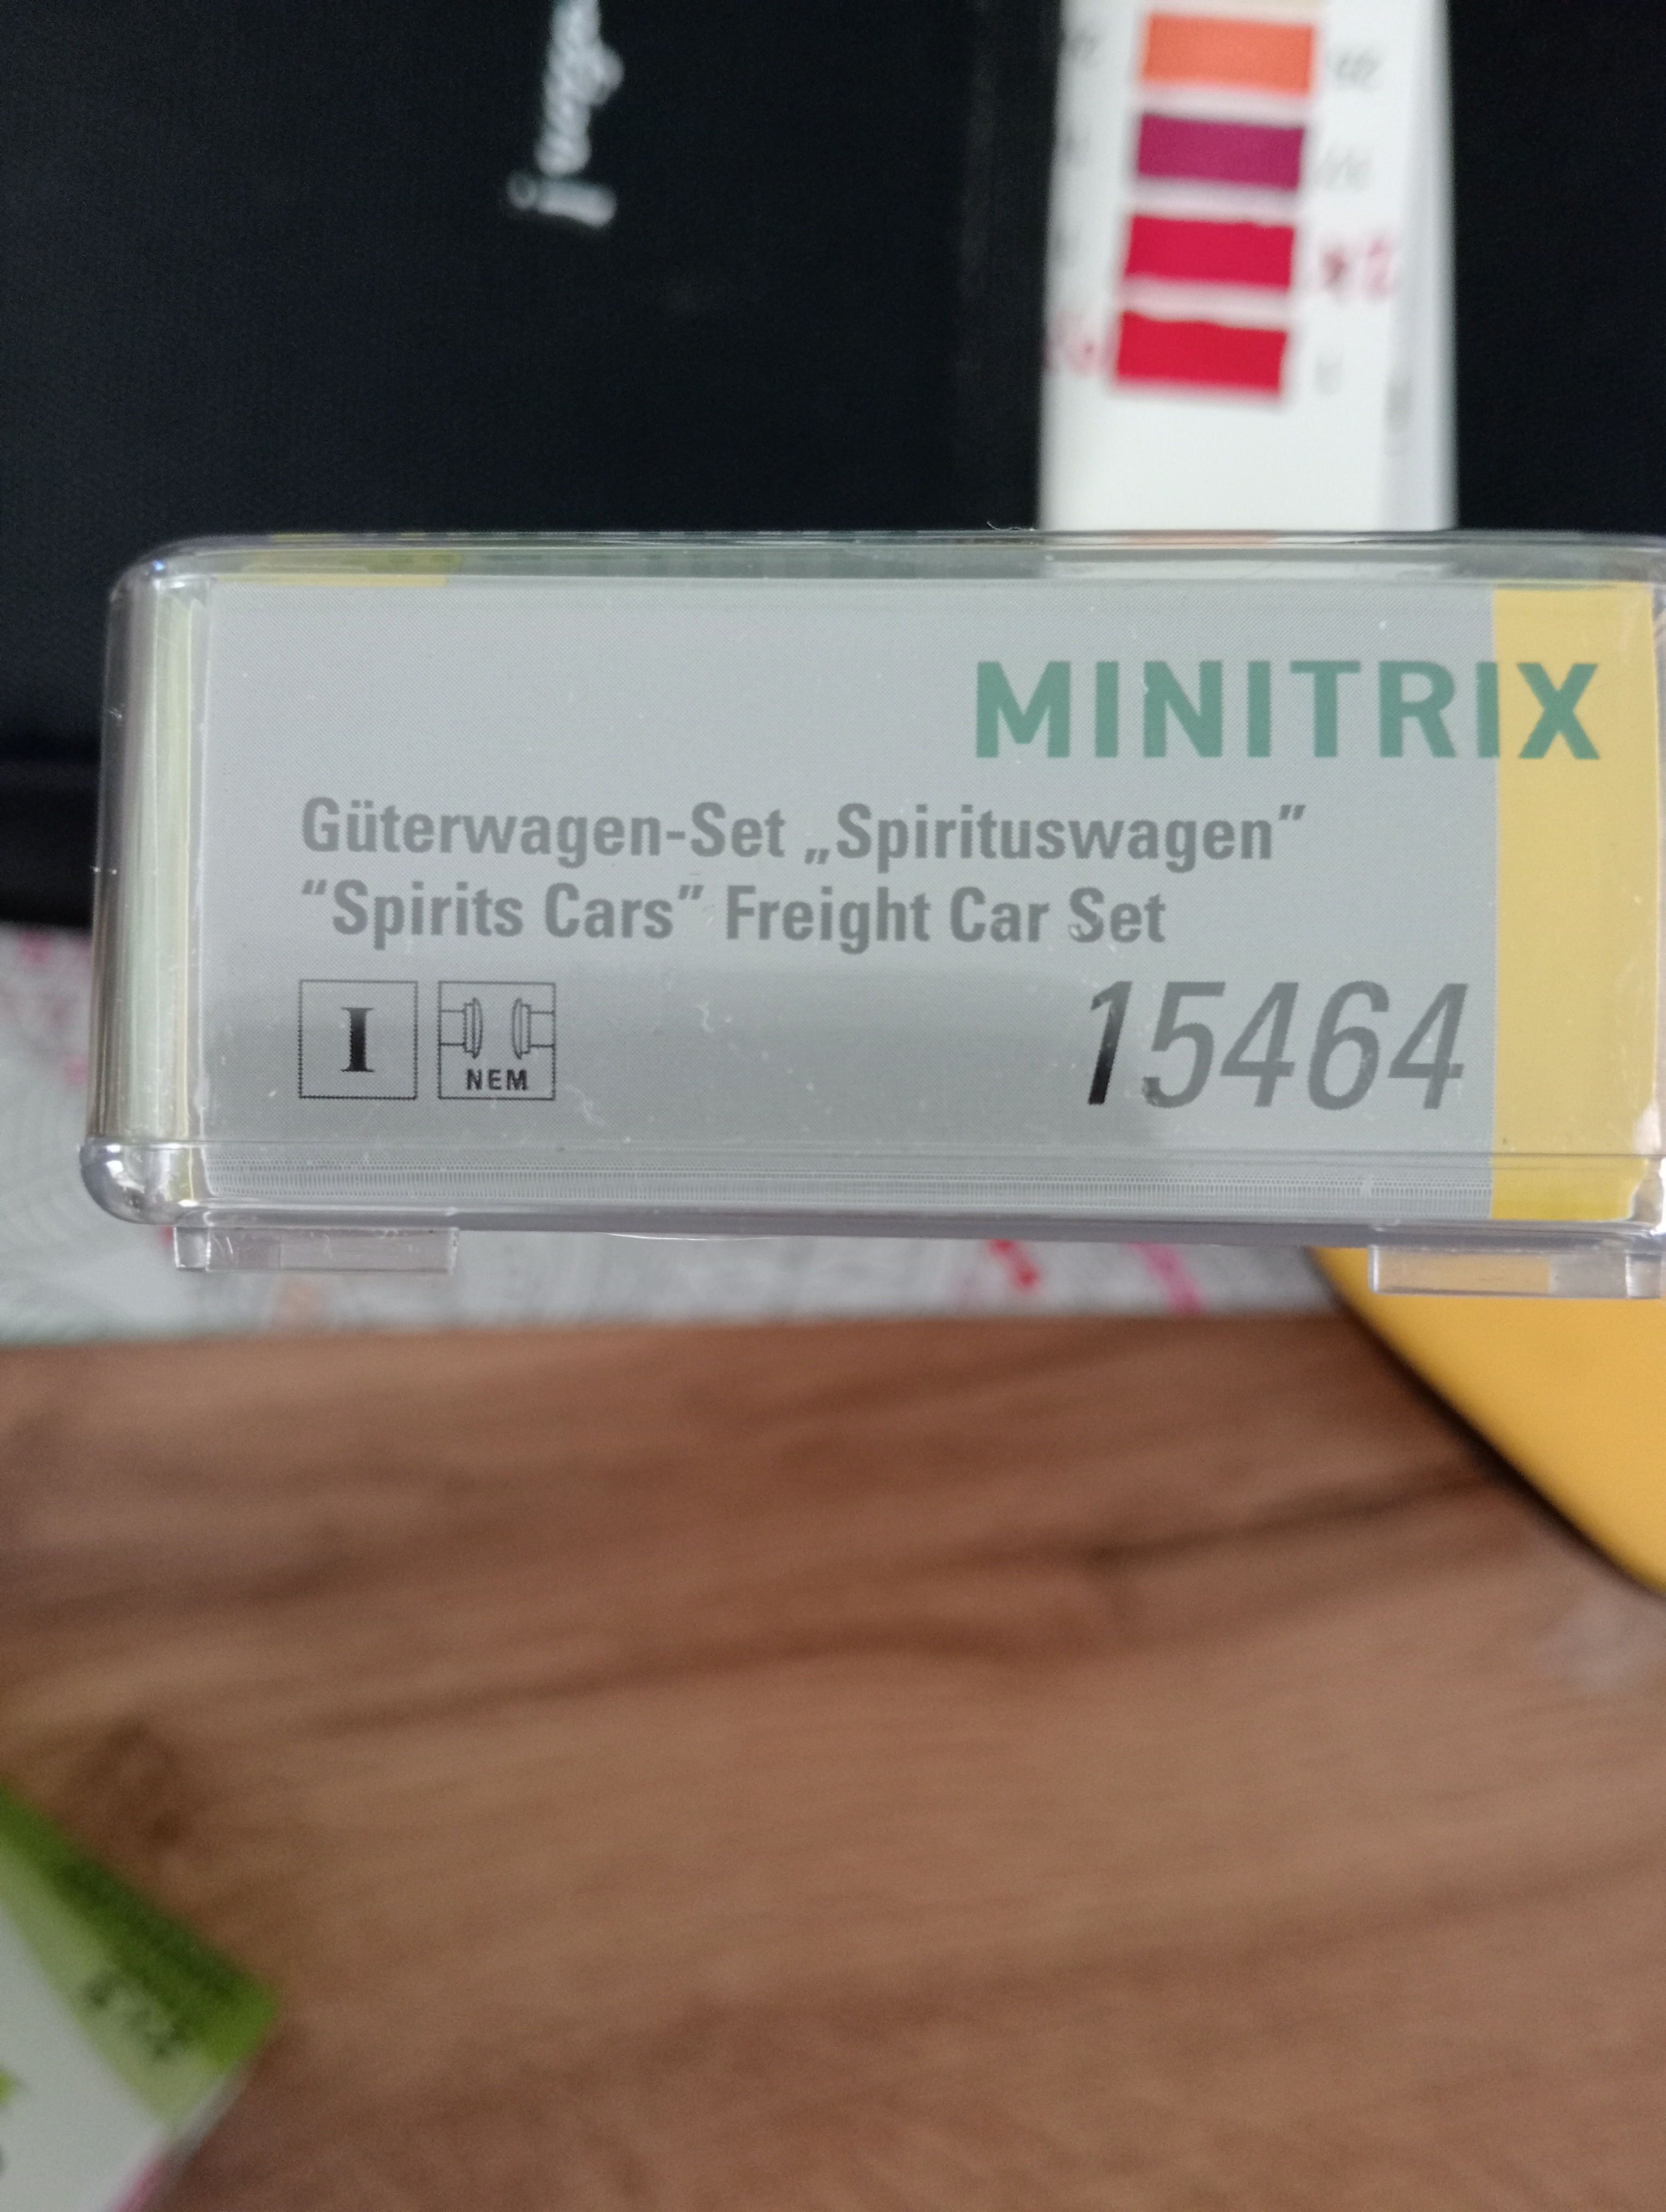 MINITRIX
Güterwagen-Set „Spirituswagen”
“Spirits Cars” Freight Car Set
I
NEM
15464